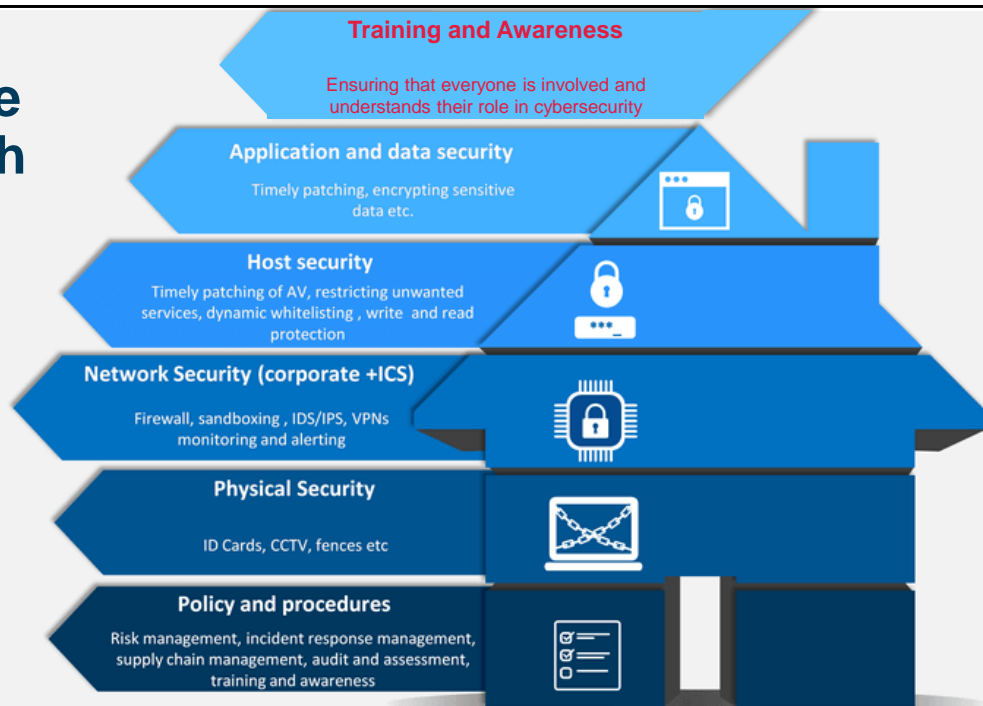 Training and Awareness
Ensuring that everyone is involved and
understands their role in cybersecurity
e
h
Application and data security
Timely patching, encrypting sensitive
data etc.
Host security
Timely patching of AV, restricting unwanted
services, dynamic whitelisting , write  and read
protection
***_
Network Security (corporate +ICS)
Firewall, sandboxing , IDS/IPS, VPNs
monitoring and alerting
Physical Security
ID Cards, CCTV, fences etc
Policy and procedures
Risk management, incident response management,
supply chain management, audit and assessment,
training and awareness